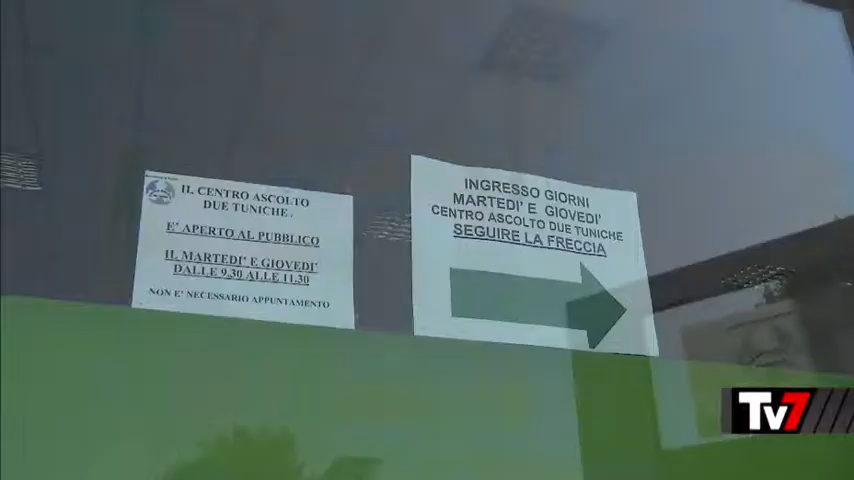 IL CENTRO ASCOLTO
DUE TUNICHE.
E' APERTO AL PUBBLICO
IL MARTEDI' E GIOVEDI'
DALLE 9.30 ALLE 11.30
NON E' NECESSARIO APPUNTAMENTO
INGRESSO GIORNI
MARTEDI' E GIOVEDI'
CENTRO ASCOLTO DUE TUNICHE
SEGUIRE LA FRECCIA
Tv7